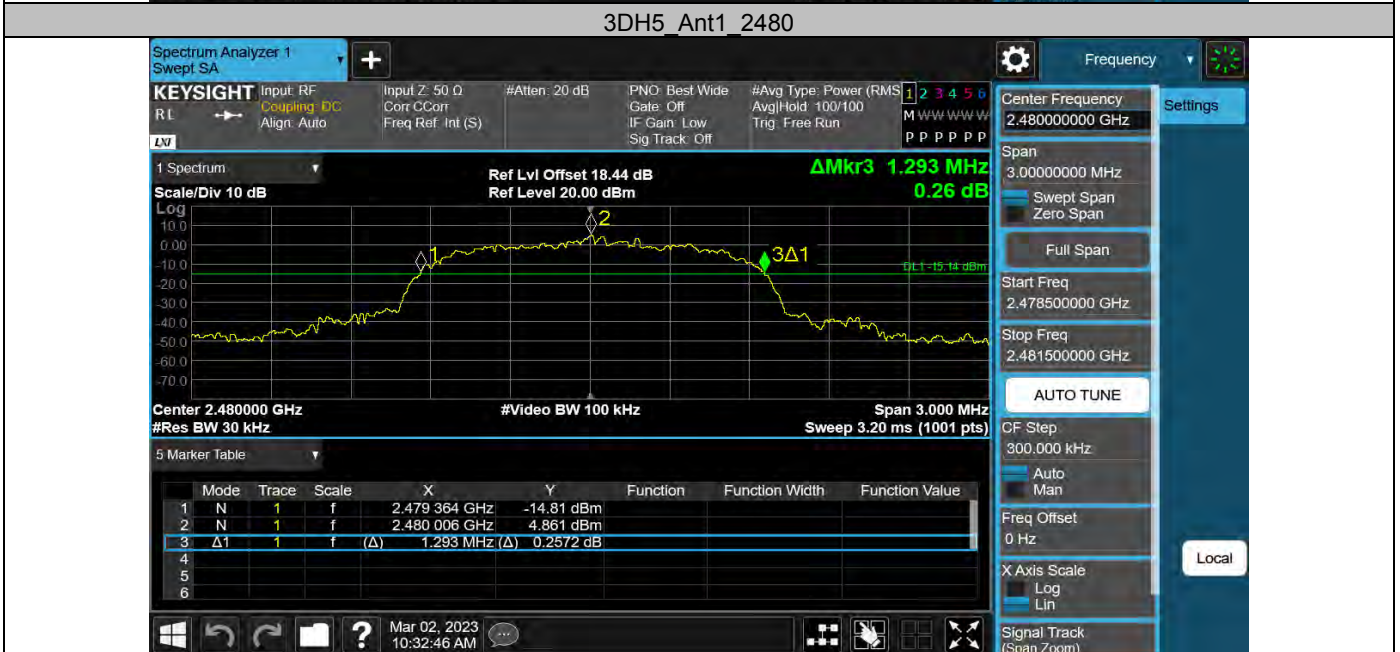 3DH5_Ant1_2480
Spectrum Analyzer 1
Swept SA
Frequency
KEYSIGHT
Input: RF
Coupling: DC
Align: Auto
Input Z: 50 Ω
Corr CCorr
Freq Ref: Int (S)
#Atten: 20 dB
PNO: Best Wide
Gate: Off
IF Gain: Low
Sig Track: Off
#Avg Type: Power (RMS
Avg|Hold: 100/100
Trig: Free Run
1 2 3 4 5 6
M W W W W W
P P P P P P
RL
LXI
Center Frequency
2.480000000 GHz
Settings
1 Spectrum
Scale/Div 10 dB
Ref Lvl Offset 18.44 dB
Ref Level 20.00 dBm
ΔMkr3 1.293 MHz
0.26 dB
Span
3.00000000 MHz
Swept Span
Zero Span
Full Span
Start Freq
2.478500000 GHz
Stop Freq
2.481500000 GHz
AUTO TUNE
Log
10.0
0.00
-10.0
-20.0
-30.0
-40.0
-50.0
-60.0
-70.0
1
2
3Δ1
DL1 -15.14 dBm
Center 2.480000 GHz
#Res BW 30 kHz
#Video BW 100 kHz
Span 3.000 MHz
Sweep 3.20 ms (1001 pts)
CF Step
300.000 kHz
Auto
Man
Freq Offset
0 Hz
X Axis Scale
Log
Lin
Signal Track
(Span Zoom)
Local
5 Marker Table
Mode Trace Scale X Y Function Function Width Function Value
1 N 1 f 2.479 364 GHz -14.81 dBm
2 N 1 f 2.480 006 GHz 4.861 dBm
3 Δ1 1 f (Δ) 1.293 MHz (Δ) 0.2572 dB
4
5
6
Mar 02, 2023
10:32:46 AM